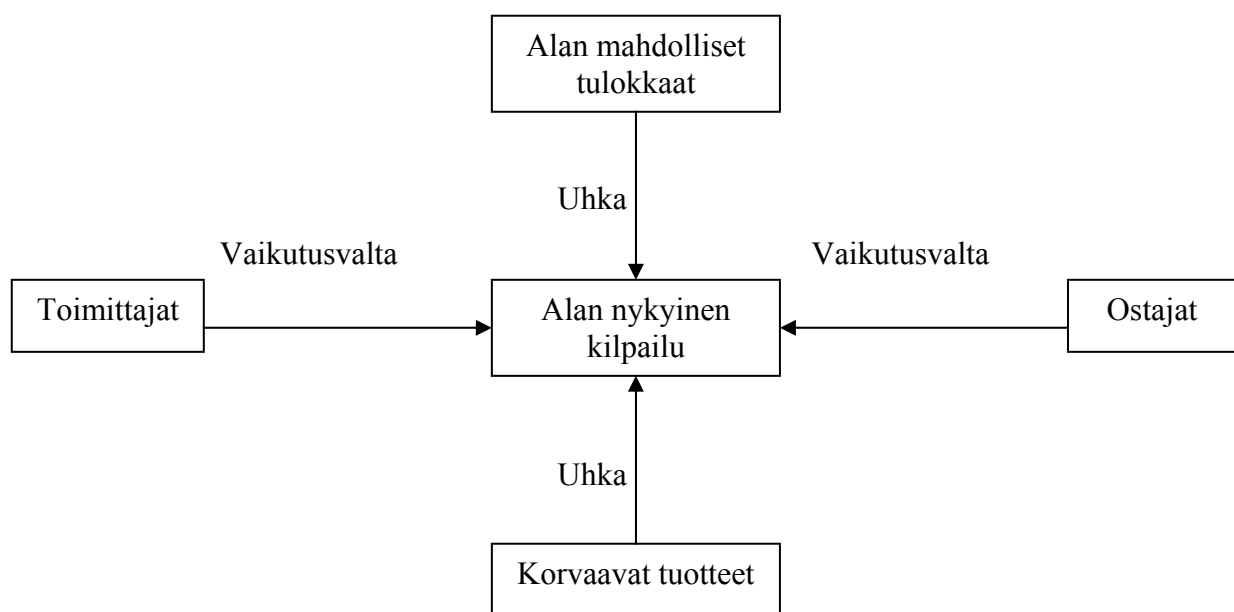 Alan mahdolliset
tulokkaat
Uhka
Vaikutusvalta
Vaikutusvalta
Toimittajat
Alan nykyinen
kilpailu
Ostajat
Uhka
Korvaavat tuotteet